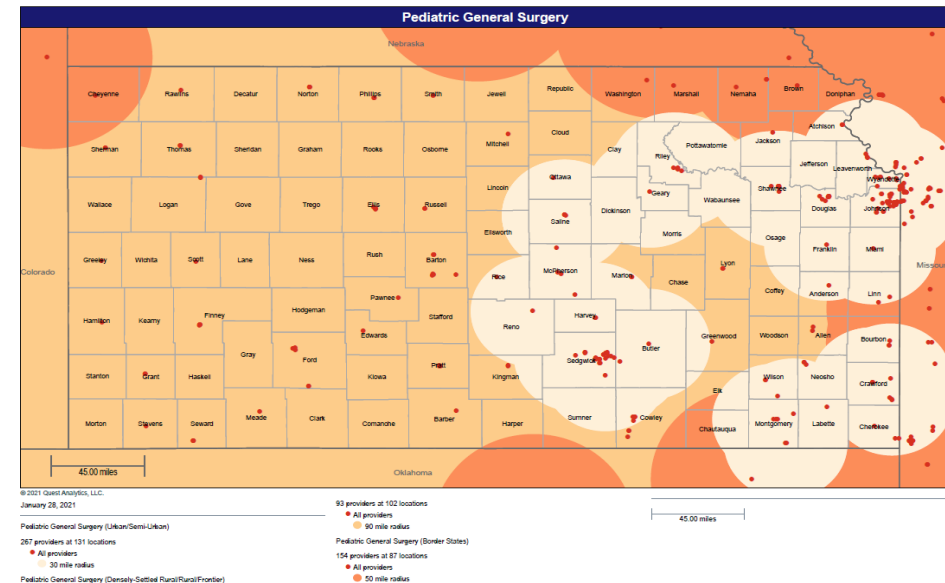 Pediatric General Surgery
Nebraska
Cheyenne
Rawlins
Decatur
Norton
Phillips
Smith
Jewell
Republic
Washington
Marshall
Nemaha
Brown
Doniphan
Atchison
Sherman
Thomas
Sheridan
Graham
Rooks
Osborne
Mitchell
Cloud
Clay
Riley
Pottawatomie
Jackson
Jefferson
Leavenworth
Wyandotte
Wallace
Logan
Gove
Trego
Ellis
Russell
Lincoln
Ottawa
Saline
Dickinson
Geary
Wabaunsee
Shawnee
Douglas
Johnson
Ellsworth
Morris
Osage
Franklin
Miami
Colorado
Greeley
Wichita
Scott
Lane
Ness
Rush
Barton
Rice
McPherson
Marion
Chase
Lyon
Coffey
Anderson
Linn
Missouri
Hamilton
Kearny
Finney
Hodgeman
Pawnee
Stafford
Reno
Harvey
Gray
Ford
Edwards
Sedgwick
Butler
Greenwood
Woodson
Allen
Bourbon
Stanton
Grant
Haskell
Kiowa
Pratt
Kingman
Elk
Wilson
Neosho
Crawford
Morton
Stevens
Seward
Meade
Clark
Comanche
Barber
Harper
Sumner
Cowley
Chautauqua
Montgomery
Labette
Cherokee
45.00 miles
Oklahoma
© 2021 Quest Analytics, LLC.
January 28, 2021
Pediatric General Surgery (Urban/Semi-Urban)
267 providers at 131 locations
All providers
30 mile radius
Pediatric General Surgery (Densely-Settled Rural/Rural/Frontier)
93 providers at 102 locations
All providers
90 mile radius
Pediatric General Surgery (Border States)
154 providers at 87 locations
All providers
50 mile radius
45.00 miles